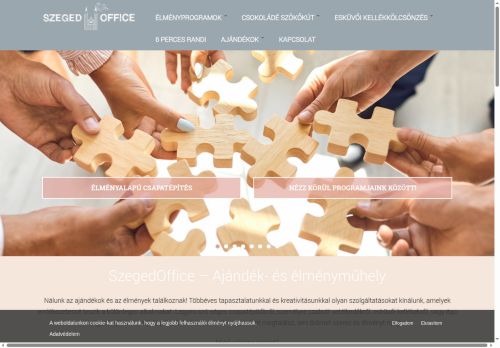 SZEGED OFFICE
ÉLMÉNYPROGRAMOK
CSOKOLÁDÉ SZÖKŐKÚT
ESKÜVŐI KELLÉKKÖLCSÖNZÉS
8 PERCES RANDI
AJÁNDÉKOK
KAPCSOLAT
ÉLMÉNYALAPÚ CSAPATÉPÍTÉS
NÉZZ KÖRÜL PROGRAMJAINK KÖZÖTT!
SzegedOffice – Ajándék- és élményműhely
Nálunk az ajándékok és az élmények találkoznak! Többéves tapasztalatunkkal és kreativitásunkkal olyan szolgáltatásokat kínálunk, amelyek
A weboldalunkon cookie-kat használunk, hogy a legjobb felhasználói élményt nyújthassuk
Elfogadom
Elutasítom
Adatvédelem